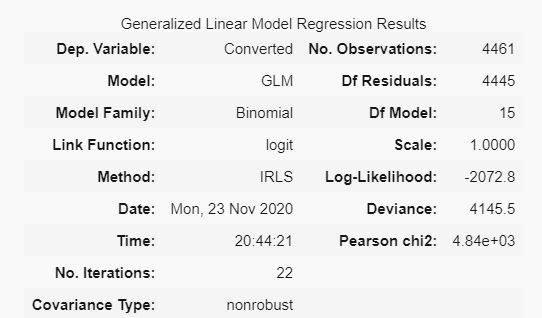 Generalized Linear Model Regression Results
Dep. Variable: Converted No. Observations: 4461
Model: GLM Df Residuals: 4445
Model Family: Binomial Df Model: 15
Link Function: logit Scale: 1.0000
Method: IRLS Log-Likelihood: -2072.8
Date: Mon, 23 Nov 2020 Deviance: 4145.5
Time: 20:44:21 Pearson chi2: 4.84e+03
No. Iterations: 22
Covariance Type: nonrobust